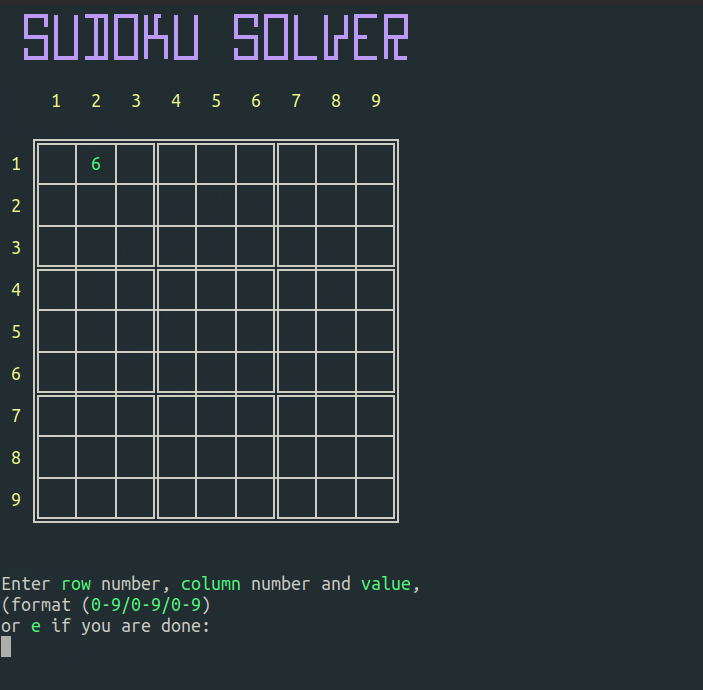 SUDOKU SOLVER
1 2 3 4 5 6 7 8 9
1 6
2
3
4
5
6
7
8
9
Enter row number, column number and value,
(format (0-9/0-9/0-9)
or e if you are done: